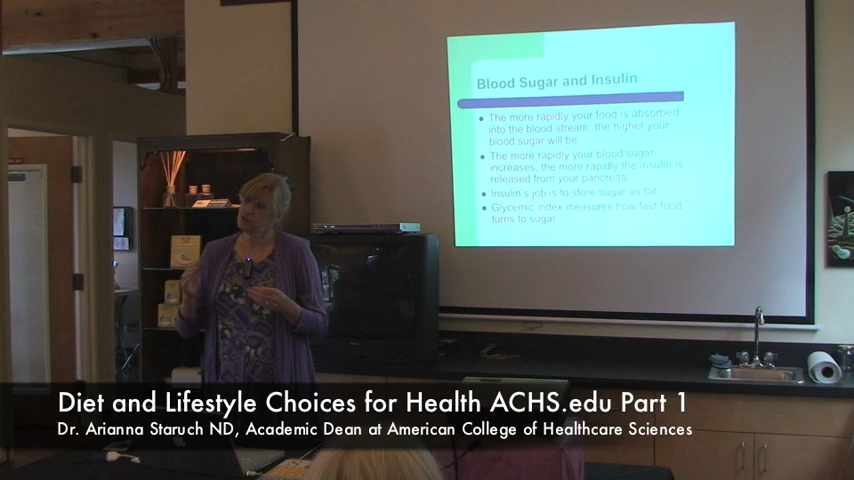 Blood Sugar and Insulin
The more rapidly your food is absorbed
into the blood stream, the higher your
blood sugar will be
The more rapidly your blood sugar
increases, the more rapidly the insulin is
released from your pancreas
Insulin's job is to store sugar as fat
Glycemic index measures how fast food
turns to sugar
Diet and Lifestyle Choices for Health ACHS.edu Part 1
Dr. Arianna Staruch ND, Academic Dean at American College of Healthcare Sciences